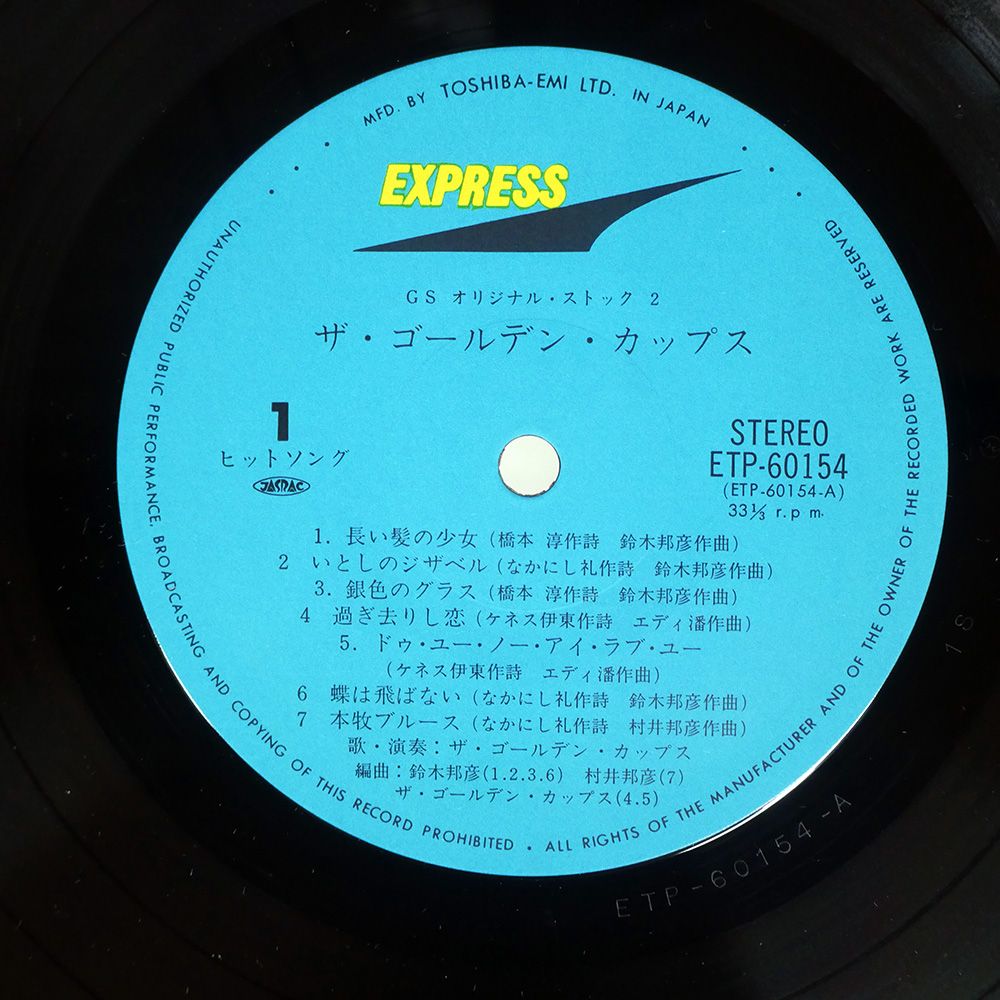 MFD. BY TOSHIBA-EMI LTD. IN JAPAN
EXPRESS
GS オリジナル・ストック 2
ザ・ゴールデン・カップス
1
ヒットソング
JASRAC
STEREO
ETP-60154
(ETP-60154-A)
33⅓ r.p m.
1. 長い髪の少女 (橋本 淳作詩 鈴木邦彦作曲)
2 いとしのジザベル (なかにし礼作詩 鈴木邦彦作曲)
3. 銀色のグラス (橋本 淳作詩 鈴木邦彦作曲)
4 過ぎ去りし恋 (ケネス伊東作詩 エディ潘作曲)
5. ドゥ・ユー・ノー・アイ・ラブ・ユー
(ケネス伊東作詩 エディ潘作曲)
6 蝶は飛ばない (なかにし礼作詩 鈴木邦彦作曲)
7 本牧ブルース (なかにし礼作詩 村井邦彦作曲)
歌・演奏：ザ・ゴールデン・カップス
編曲：鈴木邦彦(1.2.3.6) 村井邦彦(7)
ザ・ゴールデン・カップス(4.5)
UNAUTHORIZED PUBLIC PERFORMANCE, BROADCASTING AND COPYING OF THIS RECORD PROHIBITED • ALL RIGHTS OF THE MANUFACTURER AND OF THE OWNER OF THE RECORDED WORK ARE RESERVED
ETP-60154-A
1S